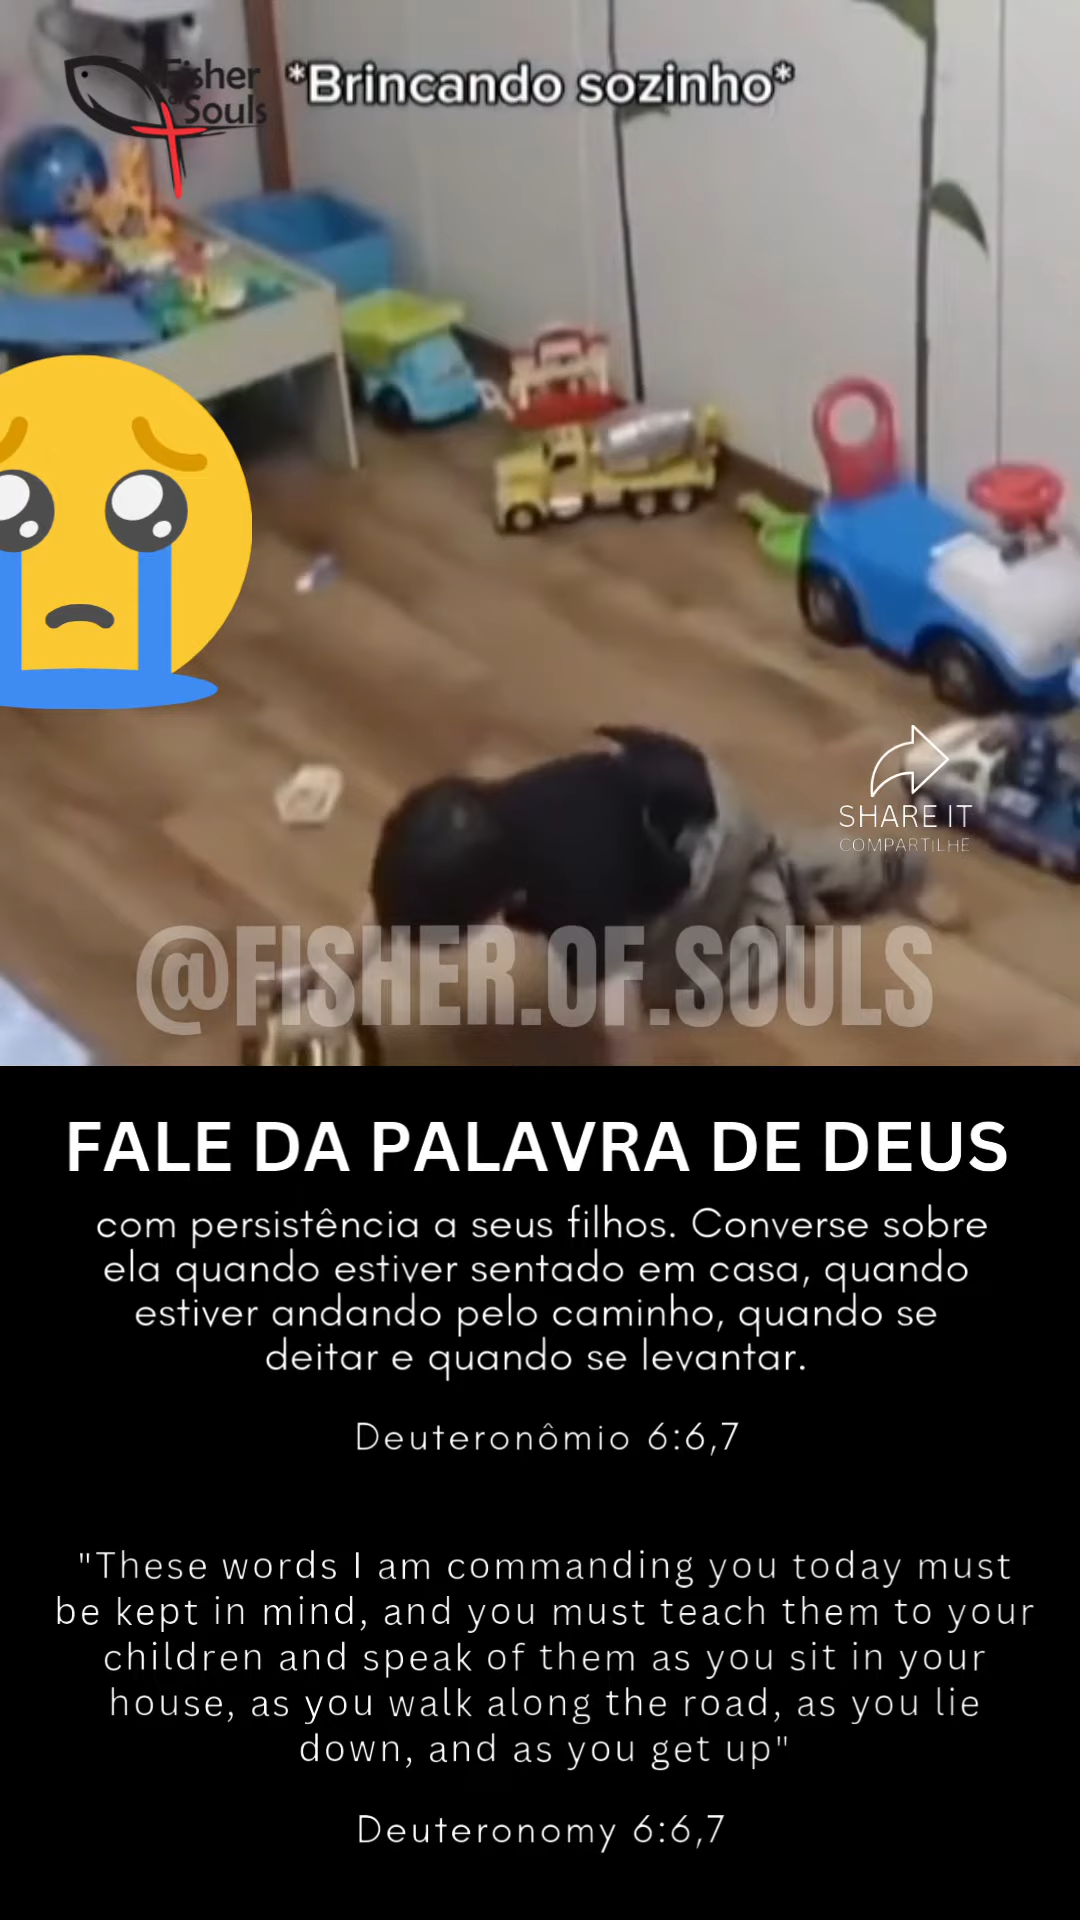 Fisher
of
Souls
*Brincando sozinho*
SHARE IT
COMPARTILHE
@FISHER.OF.SOULS
FALE DA PALAVRA DE DEUS
com persistência a seus filhos. Converse sobre
ela quando estiver sentado em casa, quando
estiver andando pelo caminho, quando se
deitar e quando se levantar.
Deuteronômio 6:6,7
"These words I am commanding you today must
be kept in mind, and you must teach them to your
children and speak of them as you sit in your
house, as you walk along the road, as you lie
down, and as you get up"
Deuteronomy 6:6,7